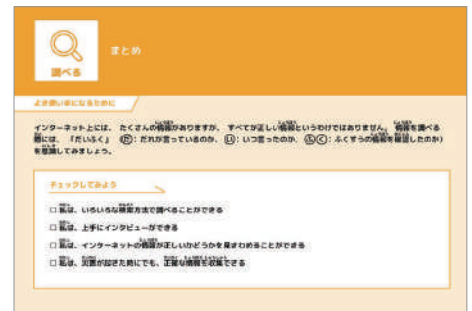 調べる
まとめ
よき使い手になるために
インターネット上には、たくさんの情報がありますが、すべてが正しい情報というわけではありません。情報を調べる
際には、「だいふく」(だ:だれが言っているのか、い:いつ言ったのか、ふく:ふくすうの情報を確認したのか)
を意識してみましょう。
チェックしてみよう
□ 私は、いろいろな検索方法で調べることができる
□ 私は、上手にインタビューができる
□ 私は、インターネットの情報が正しいかどうかを見きわめることができる
□ 私は、災害が起きた時にでも、正確な情報を収集できる